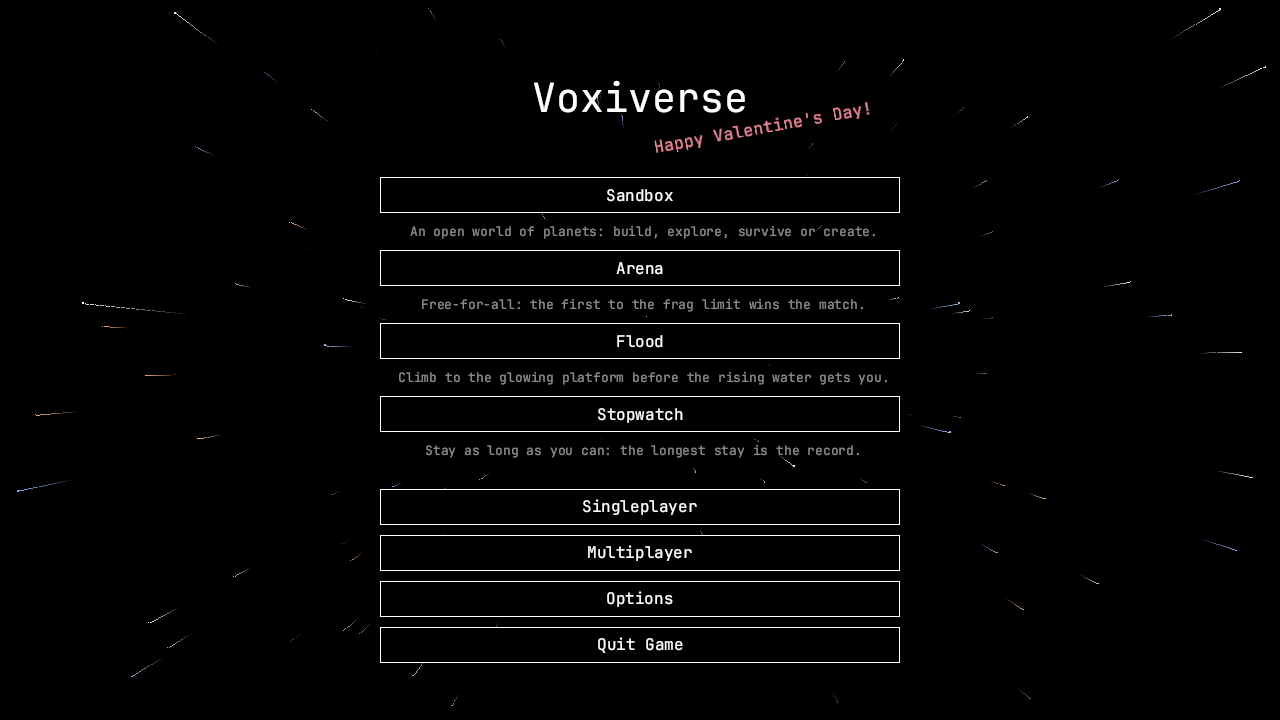 Voxiverse
Happy Valentine's Day!
Sandbox
An open world of planets: build, explore, survive or create.
Arena
Free-for-all: the first to the frag limit wins the match.
Flood
Climb to the glowing platform before the rising water gets you.
Stopwatch
Stay as long as you can: the longest stay is the record.
Singleplayer
Multiplayer
Options
Quit Game